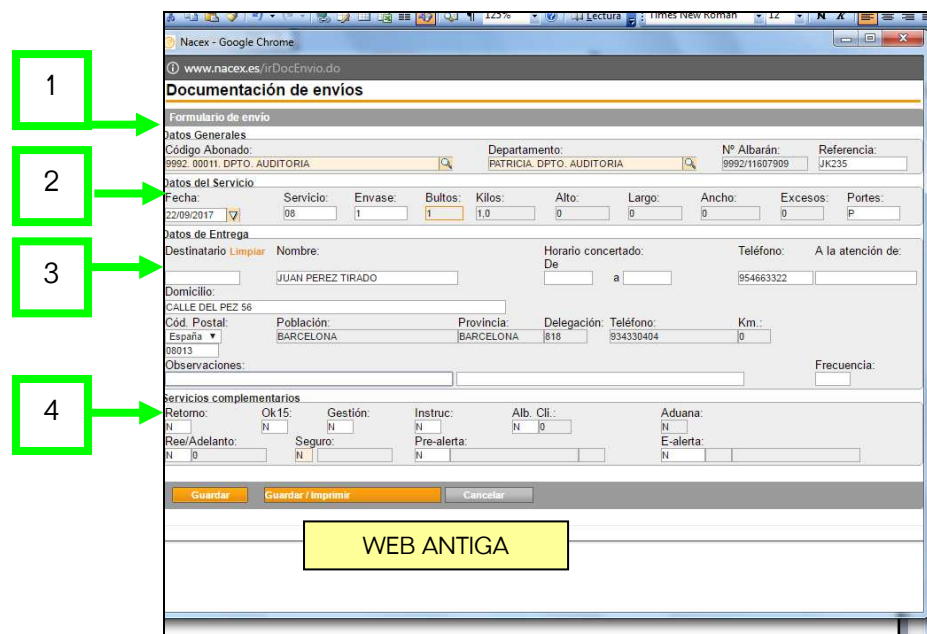 125% Lectura Times New Roman 12 N K
Nacex - Google Chrome
www.nacex.es/irDocEnvio.do
1
Documentación de envíos
Formulario de envío
Datos Generales
Código Abonado: Departamento: Nº Albarán: Referencia:
9992. 00011. DPTO. AUDITORIA PATRICIA. DPTO. AUDITORIA 9992/11607909 JK235
2
Datos del Servicio
Fecha: Servicio: Envase: Bultos: Kilos: Alto: Largo: Ancho: Excesos: Portes:
22/09/2017 08 1 1 1,0 0 0 0 0 P
Datos de Entrega
3
Destinatario Limpiar Nombre: Horario concertado: Teléfono: A la atención de:
De
JUAN PEREZ TIRADO a 954663322
Domicilio:
CALLE DEL PEZ 56
Cód. Postal: Población: Provincia: Delegación: Teléfono: Km.:
España BARCELONA BARCELONA 818 934330404 0
08013
Observaciones: Frecuencia:
4
Servicios complementarios
Retorno: Ok15: Gestión: Instruc: Alb. Cli.: Aduana:
N N N N N 0 N
Ree/Adelanto: Seguro: Pre-alerta: E-alerta:
N 0 N N N
Guardar Guardar / Imprimir Cancelar
WEB ANTIGA